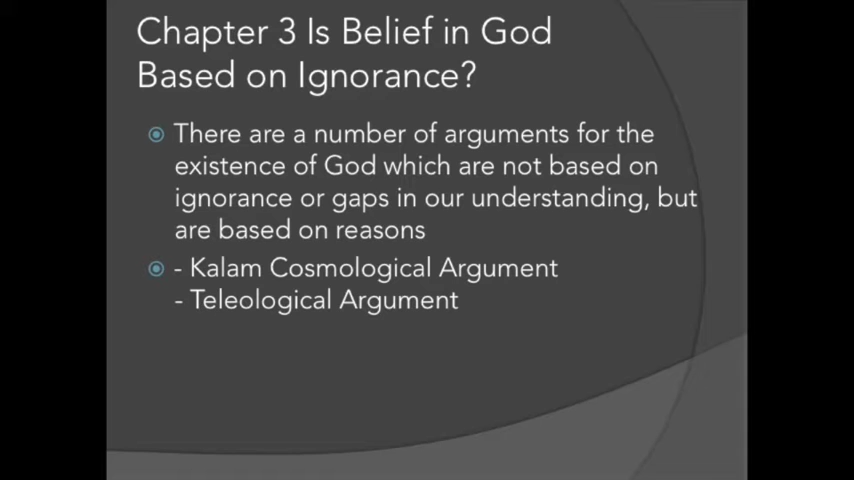 Chapter 3 Is Belief in God
Based on Ignorance?
There are a number of arguments for the
existence of God which are not based on
ignorance or gaps in our understanding, but
are based on reasons
- Kalam Cosmological Argument
- Teleological Argument